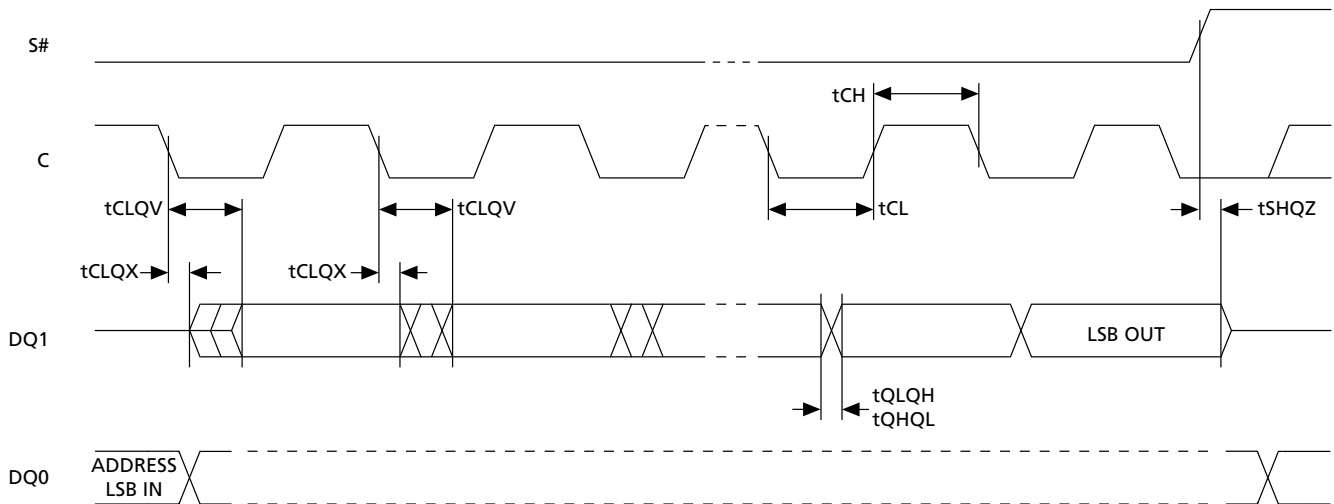 S#
tCH
C
tCLQV
tCLQV
tCL
tSHQZ
tCLQX
tCLQX
DQ1
LSB OUT
tQLQH
tQHQL
DQ0
ADDRESS
LSB IN